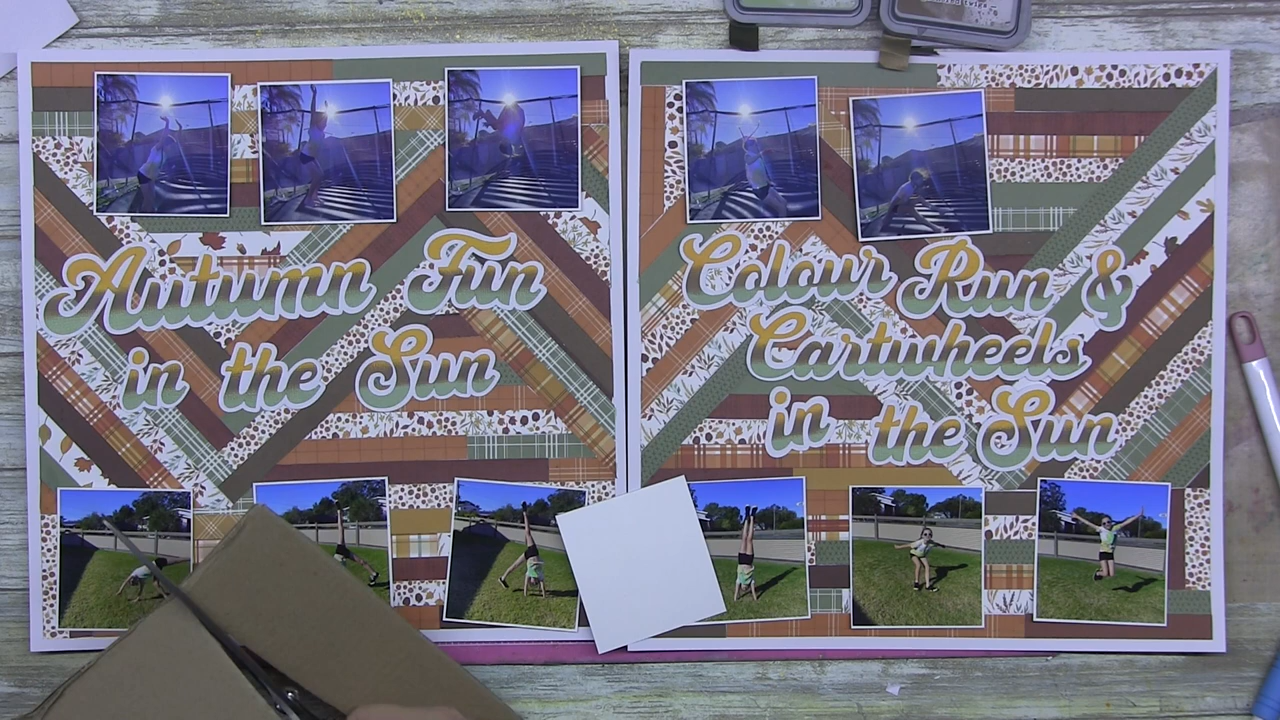 Autumn Fun
in the Sun
Colour Run &
Cartwheels
in the Sun